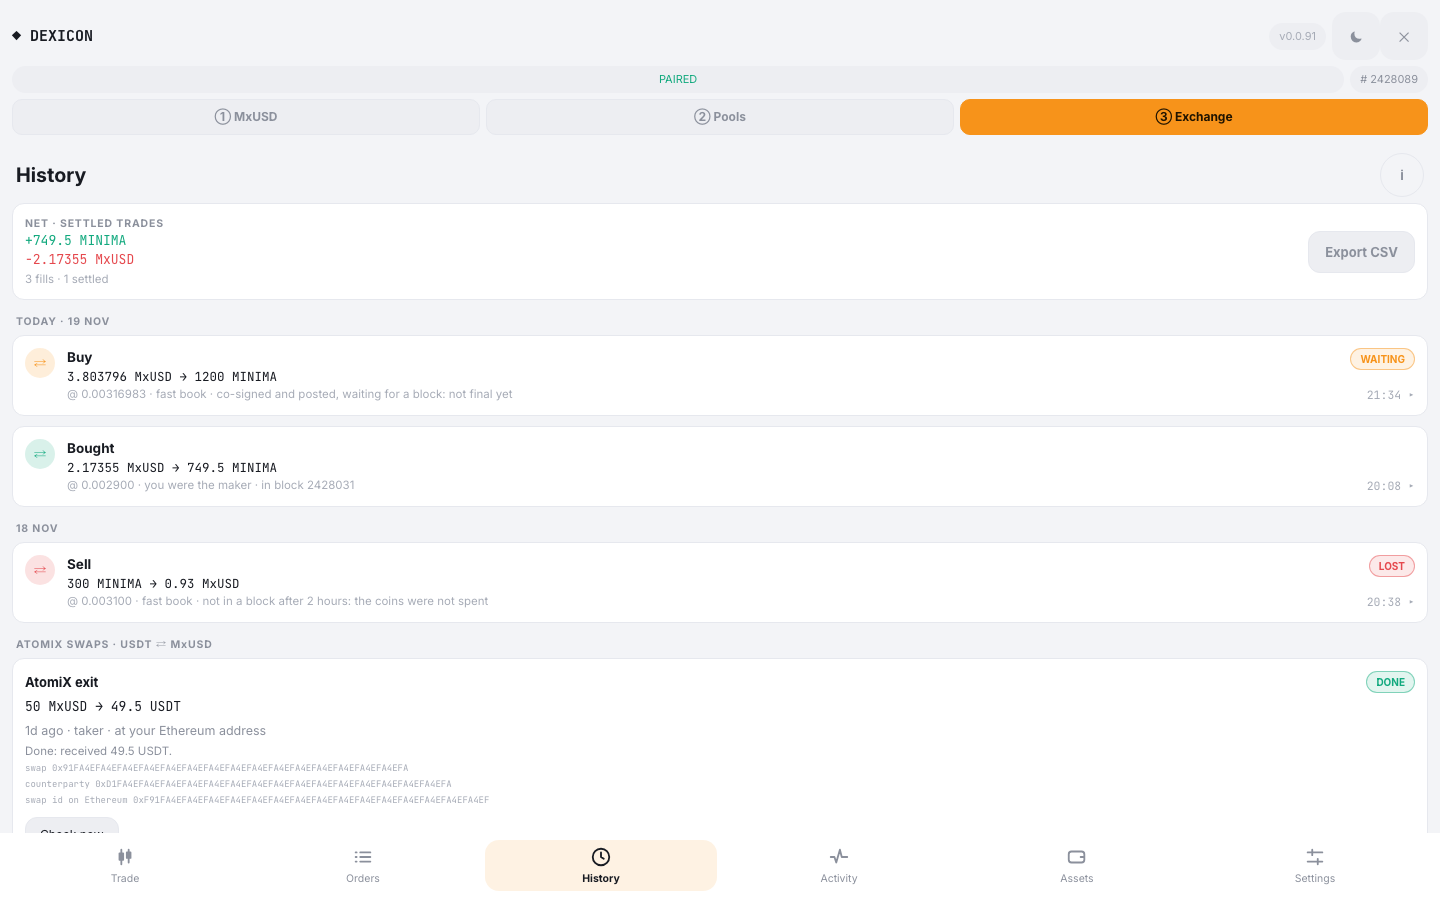 ◆ DEXICON
v0.0.91
PAIRED
# 2428089
① MxUSD
② Pools
③ Exchange
History
i
NET · SETTLED TRADES
+749.5 MINIMA
-2.17355 MxUSD
3 fills · 1 settled
Export CSV
TODAY · 19 NOV
Buy
WAITING
3.803796 MxUSD → 1200 MINIMA
@ 0.00316983 · fast book · co-signed and posted, waiting for a block: not final yet
21:34 ▸
Bought
2.17355 MxUSD → 749.5 MINIMA
@ 0.002900 · you were the maker · in block 2428031
20:08 ▸
18 NOV
Sell
LOST
300 MINIMA → 0.93 MxUSD
@ 0.003100 · fast book · not in a block after 2 hours: the coins were not spent
20:38 ▸
ATOMIX SWAPS · USDT ⇄ MxUSD
AtomiX exit
DONE
50 MxUSD → 49.5 USDT
1d ago · taker · at your Ethereum address
Done: received 49.5 USDT.
swap 0x91FA4EFA4EFA4EFA4EFA4EFA4EFA4EFA4EFA4EFA4EFA4EFA4EFA4EFA4EFA4EFA
counterparty 0xD1FA4EFA4EFA4EFA4EFA4EFA4EFA4EFA4EFA4EFA4EFA4EFA4EFA4EFA4EFA4EFA
swap id on Ethereum 0xF91FA4EFA4EFA4EFA4EFA4EFA4EFA4EFA4EFA4EFA4EFA4EFA4EFA4EFA4EFA4EFA4EF
Check now
Trade
Orders
History
Activity
Assets
Settings